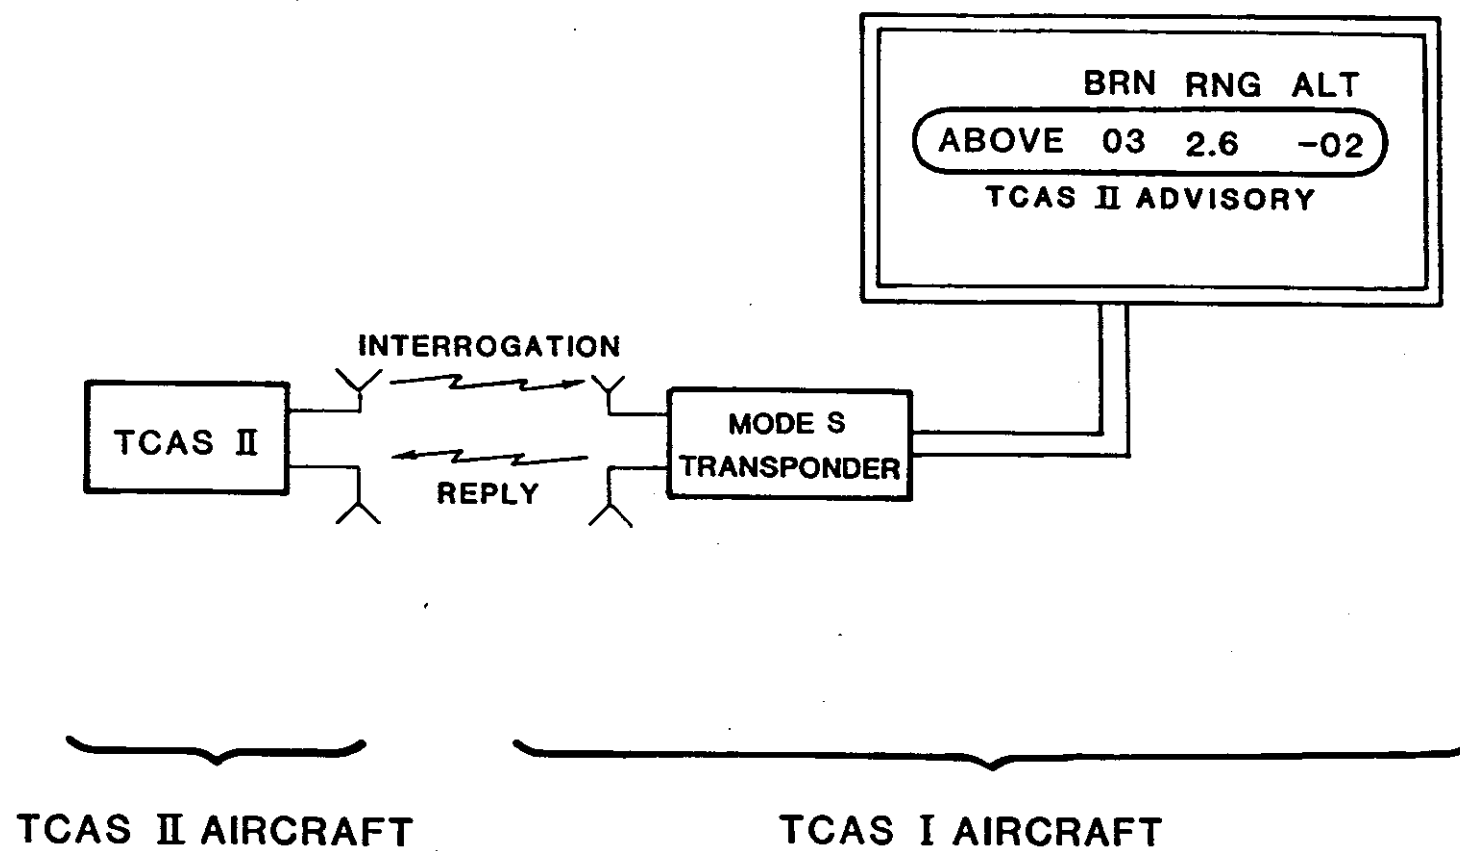 BRN RNG ALT
ABOVE 03 2.6 -02
TCAS II ADVISORY
INTERROGATION
TCAS II
MODE S
TRANSPONDER
REPLY
TCAS II AIRCRAFT
TCAS I AIRCRAFT